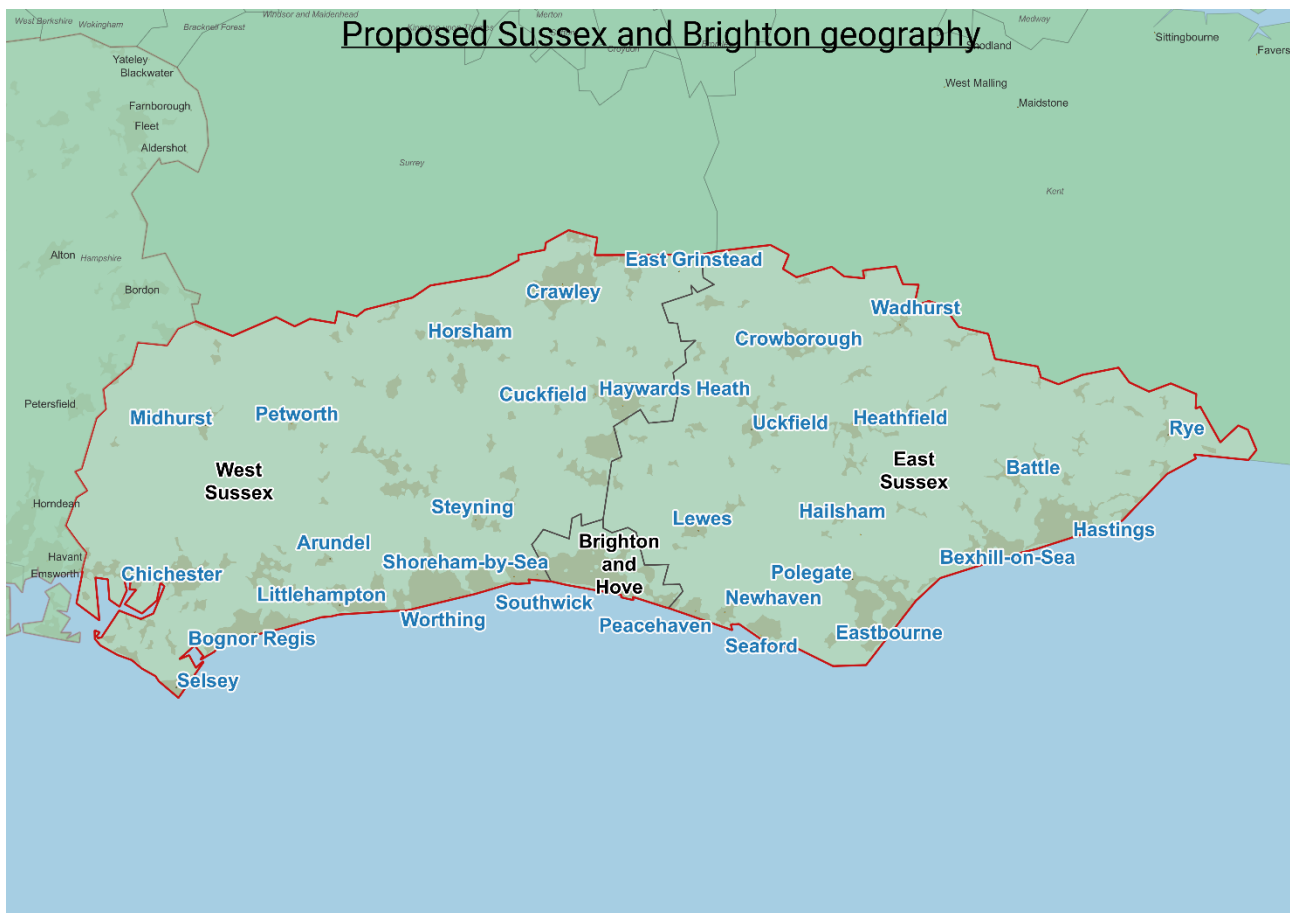 Proposed Sussex and Brighton geography
West Berkshire
Wokingham
Bracknell Forest
Windsor and Maidenhead
Merton
Medway
Sittingbourne
Favers
Snodland
Croydon
Yateley
Blackwater
West Malling
Maidstone
Farnborough
Fleet
Aldershot
Surrey
Kent
Alton
Hampshire
Bordon
East Grinstead
Crawley
Wadhurst
Horsham
Crowborough
Petersfield
Cuckfield
Haywards Heath
Midhurst
Petworth
Uckfield
Heathfield
Rye
West
Sussex
East
Sussex
Battle
Horndean
Steyning
Lewes
Hailsham
Hastings
Arundel
Brighton
and
Hove
Havant
Emsworth
Chichester
Shoreham-by-Sea
Bexhill-on-Sea
Polegate
Littlehampton
Southwick
Newhaven
Worthing
Peacehaven
Bognor Regis
Seaford
Eastbourne
Selsey